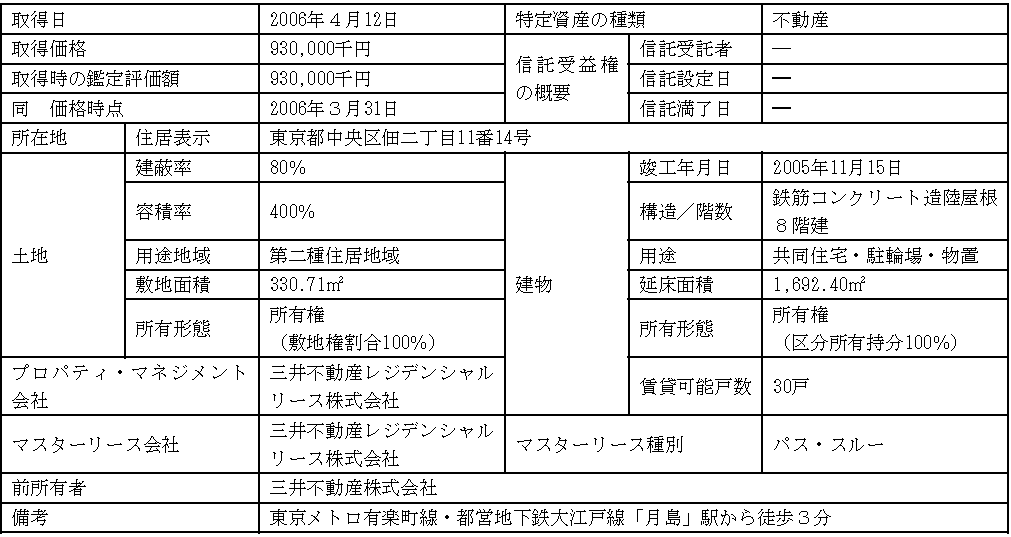 取得日 2006年４月12日 特定資産の種類 不動産
取得価格 930,000千円 信託受益権の概要 信託受託者 ―
取得時の鑑定評価額 930,000千円 信託設定日 ―
同　価格時点 2006年３月31日 信託満了日 ―
所在地 住居表示 東京都中央区佃二丁目11番14号
土地 建蔽率 80％ 建物 竣工年月日 2005年11月15日
容積率 400％ 構造／階数 鉄筋コンクリート造陸屋根
８階建
用途地域 第二種住居地域 用途 共同住宅・駐輪場・物置
敷地面積 330.71㎡ 延床面積 1,692.40㎡
所有形態 所有権
（敷地権割合100％） 所有形態 所有権
（区分所有持分100％）
プロパティ・マネジメント
会社 三井不動産レジデンシャル
リース株式会社 賃貸可能戸数 30戸
マスターリース会社 三井不動産レジデンシャル
リース株式会社 マスターリース種別 パス・スルー
前所有者 三井不動産株式会社
備考 東京メトロ有楽町線・都営地下鉄大江戸線「月島」駅から徒歩３分